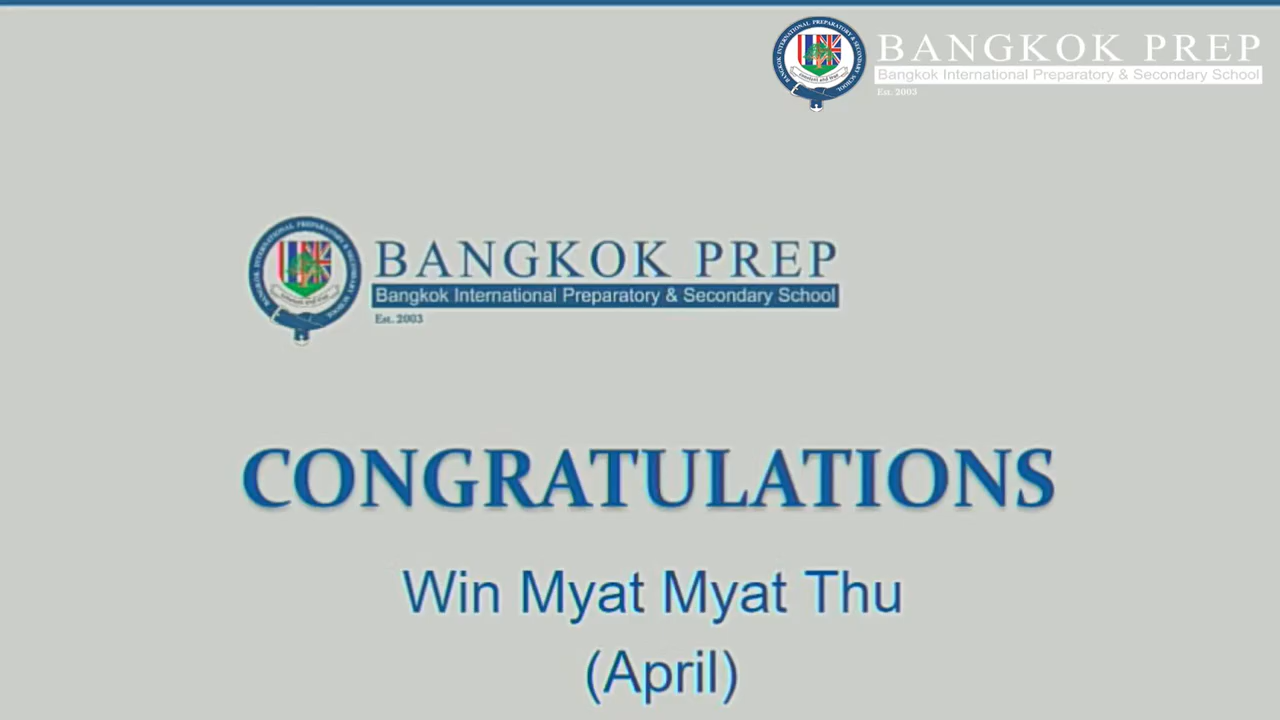 BANGKOK PREP
Bangkok International Preparatory & Secondary School
Est. 2003
BANGKOK PREP
Bangkok International Preparatory & Secondary School
Est. 2003
CONGRATULATIONS
Win Myat Myat Thu
(April)